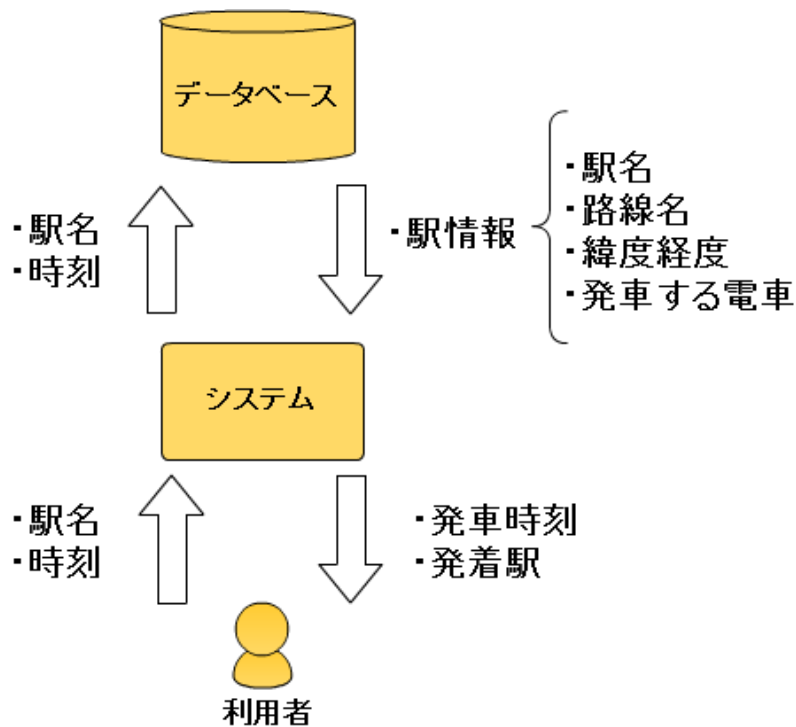 データベース
・駅名
・時刻
・駅情報
・駅名
・路線名
・緯度経度
・発車する電車
システム
・駅名
・時刻
・発車時刻
・発着駅
利用者